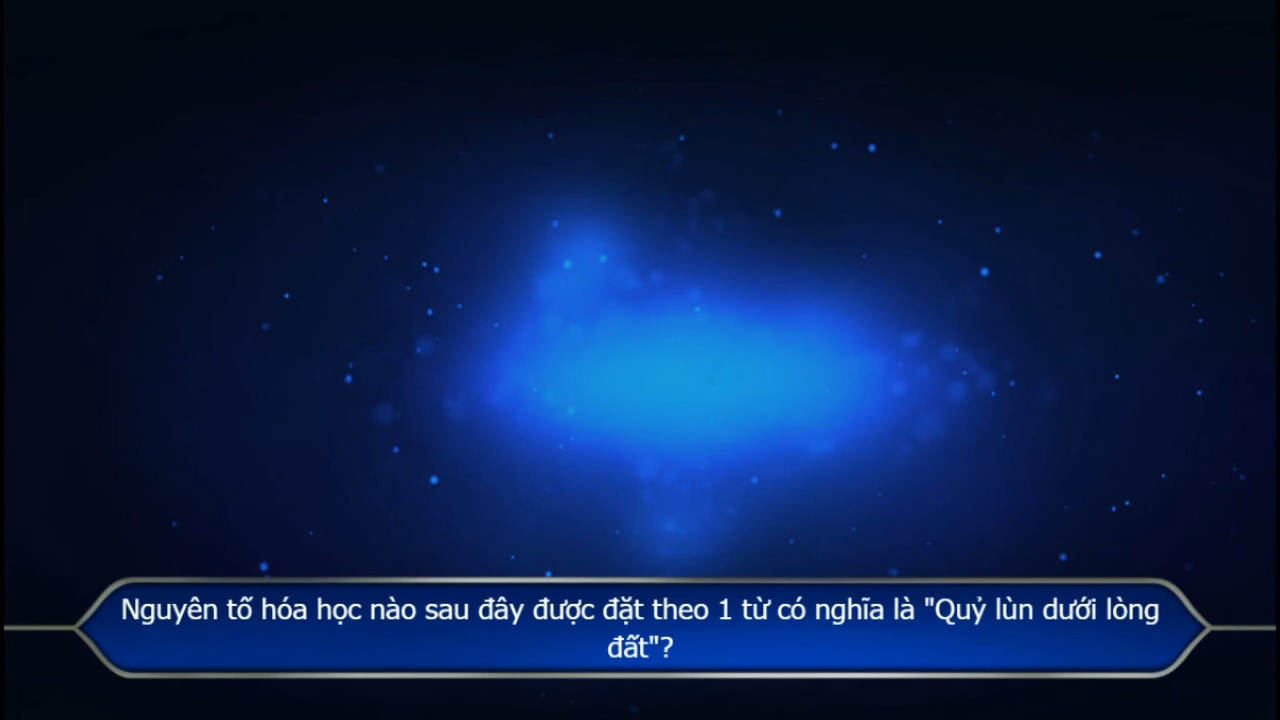 Nguyên tố hóa học nào sau đây được đặt theo 1 từ có nghĩa là "Quỷ lùn dưới lòng
đất"?